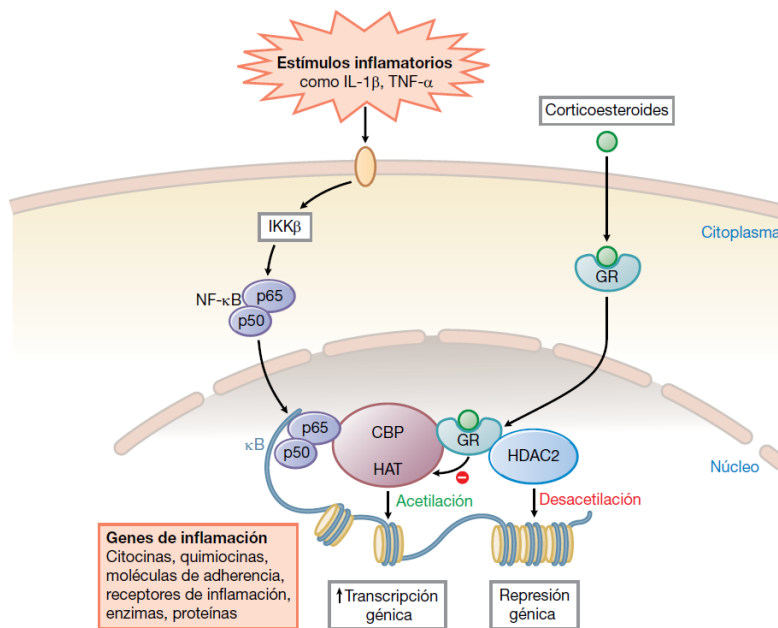 Estímulos inflamatorios
como IL-1β, TNF-α
Corticoesteroides
Citoplasma
IKKβ
GR
NF-κB
p65
p50
κB
p65
p50
CBP
HAT
GR
HDAC2
Núcleo
Acetilación
Desacetilación
Genes de inflamación
Citocinas, quimiocinas,
moléculas de adherencia,
receptores de inflamación,
enzimas, proteínas
↑Transcripción
génica
Represión
génica